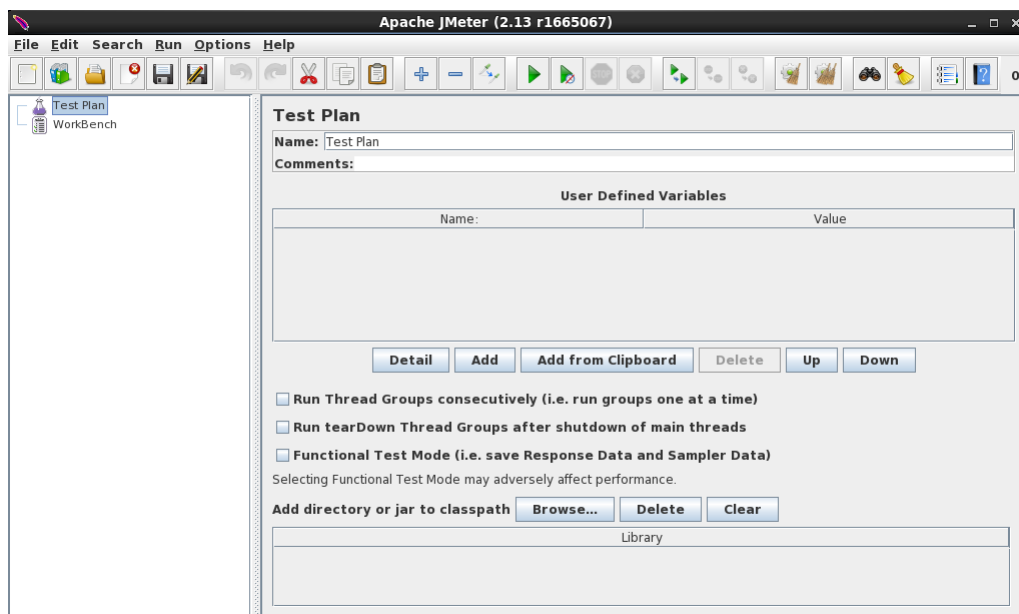 Apache JMeter (2.13 r1665067)
File Edit Search Run Options Help
STOP
0
Test Plan
WorkBench
Test Plan
Name: Test Plan
Comments:
User Defined Variables
Name: Value
Detail Add Add from Clipboard Delete Up Down
Run Thread Groups consecutively (i.e. run groups one at a time)
Run tearDown Thread Groups after shutdown of main threads
Functional Test Mode (i.e. save Response Data and Sampler Data)
Selecting Functional Test Mode may adversely affect performance.
Add directory or jar to classpath Browse... Delete Clear
Library